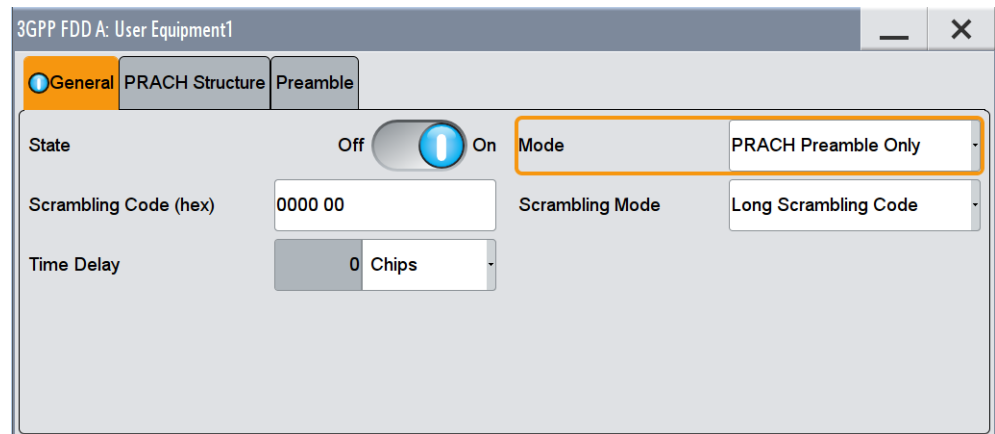 3GPP FDD A: User Equipment1
General PRACH Structure Preamble
State Off On Mode PRACH Preamble Only
Scrambling Code (hex) 0000 00 Scrambling Mode Long Scrambling Code
Time Delay 0 Chips